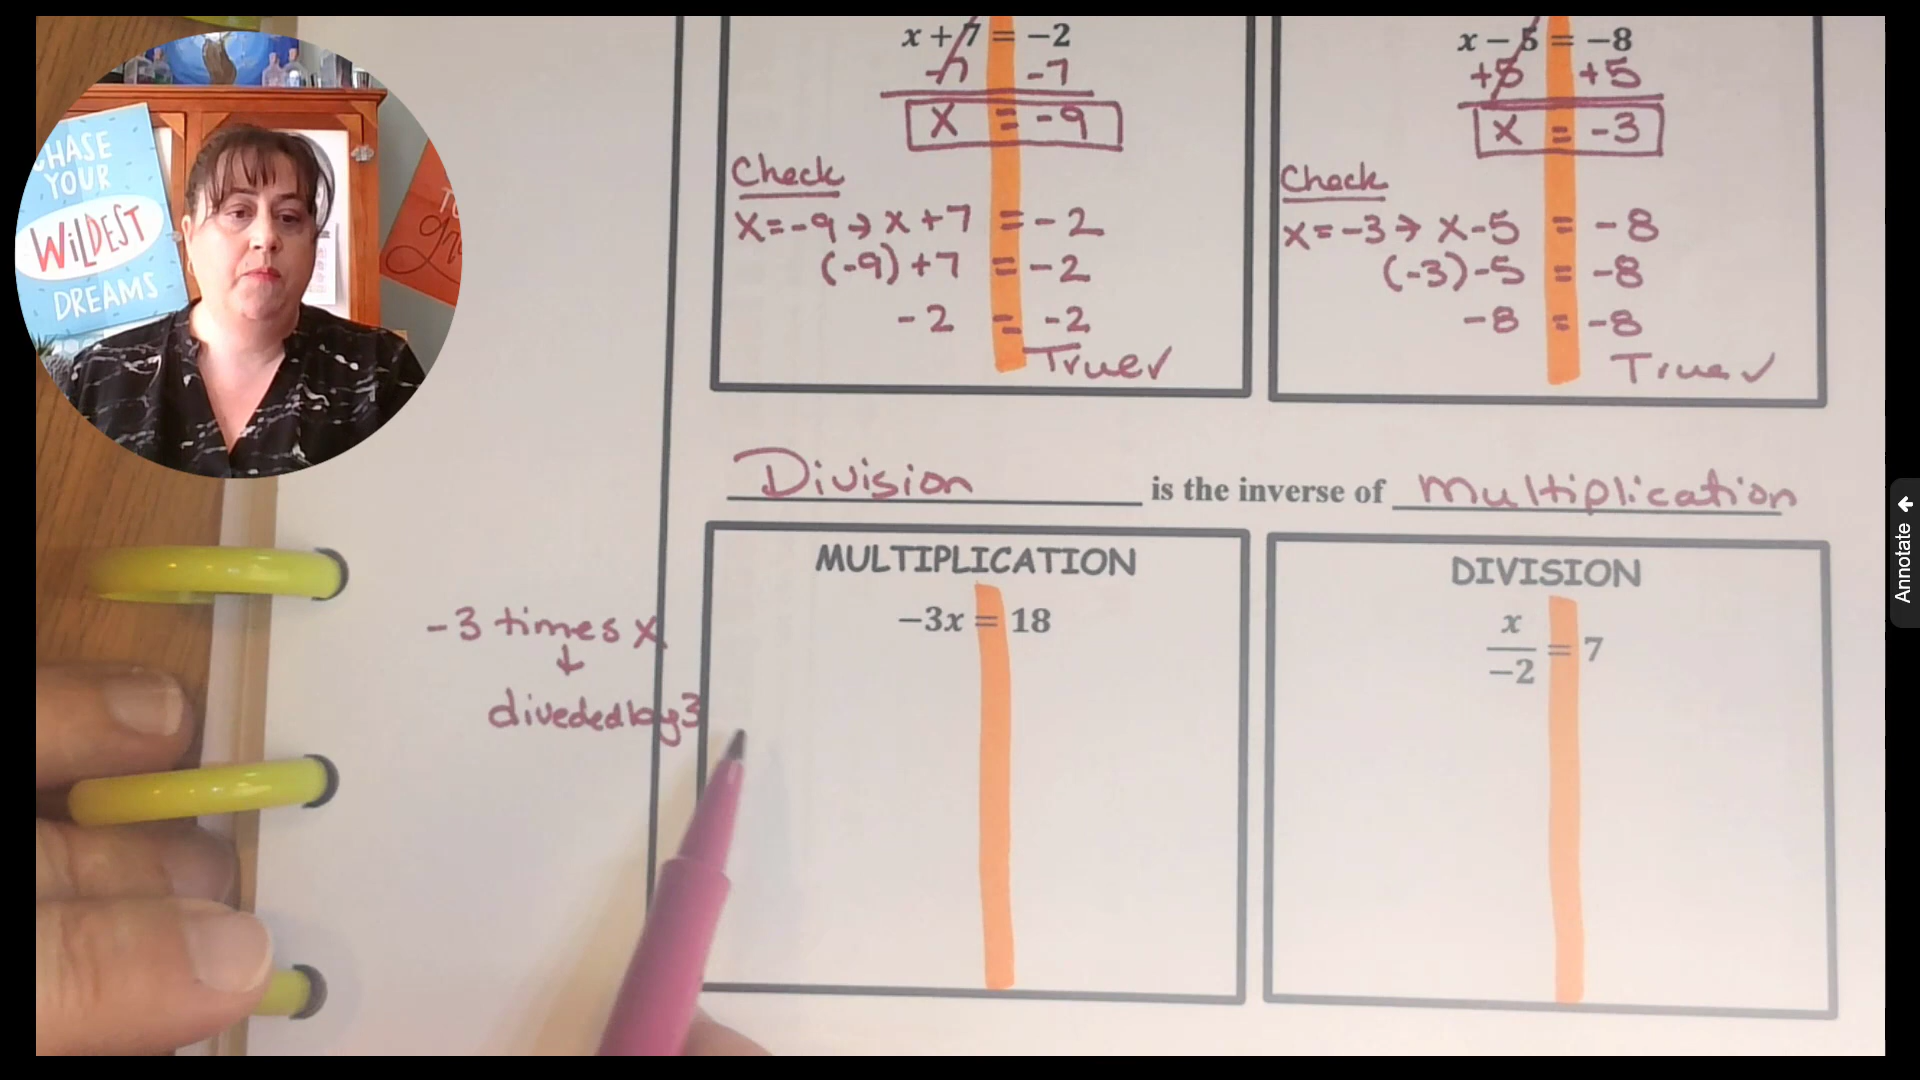 CHASE
YOUR
WiLDEST
DREAMS
x + 7 = −2
-7 -7
x = -9
Check
x=-9 → x+7 = -2
(-9)+7 = -2
-2 = -2
True ✓
x − 5 = −8
+5 +5
x = -3
Check
x=-3 → x-5 = -8
(-3)-5 = -8
-8 = -8
True ✓
Division is the inverse of Multiplication
MULTIPLICATION
−3x = 18
-3 times x
↓
divededby3
DIVISION
x
−2 = 7
Annotate